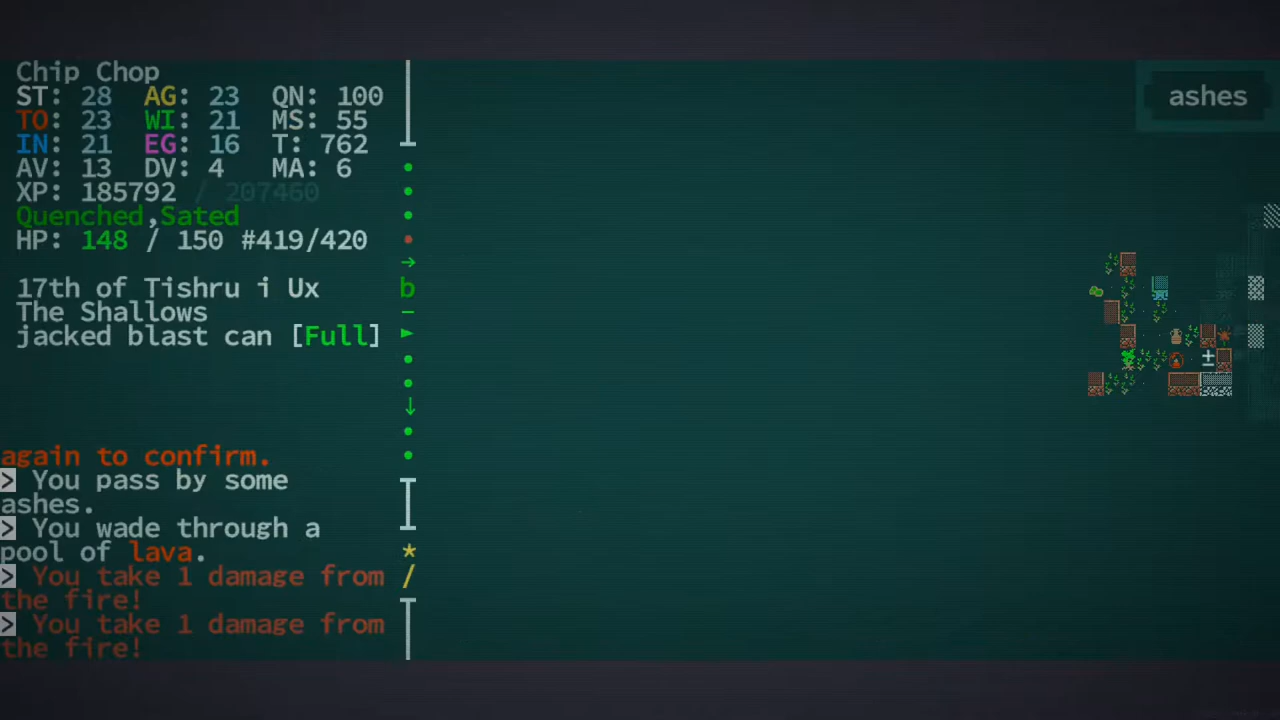 Chip Chop
ST: 28 AG: 23 QN: 100
TO: 23 WI: 21 MS: 55
IN: 21 EG: 16 T: 762
AV: 13 DV: 4 MA: 6
XP: 185792 / 207460
Quenched,Sated
HP: 148 / 150 #419/420
17th of Tishru i Ux
The Shallows
jacked blast can [Full]
again to confirm.
> You pass by some
ashes.
> You wade through a
pool of lava.
> You take 1 damage from
the fire!
> You take 1 damage from
the fire!
b
ashes